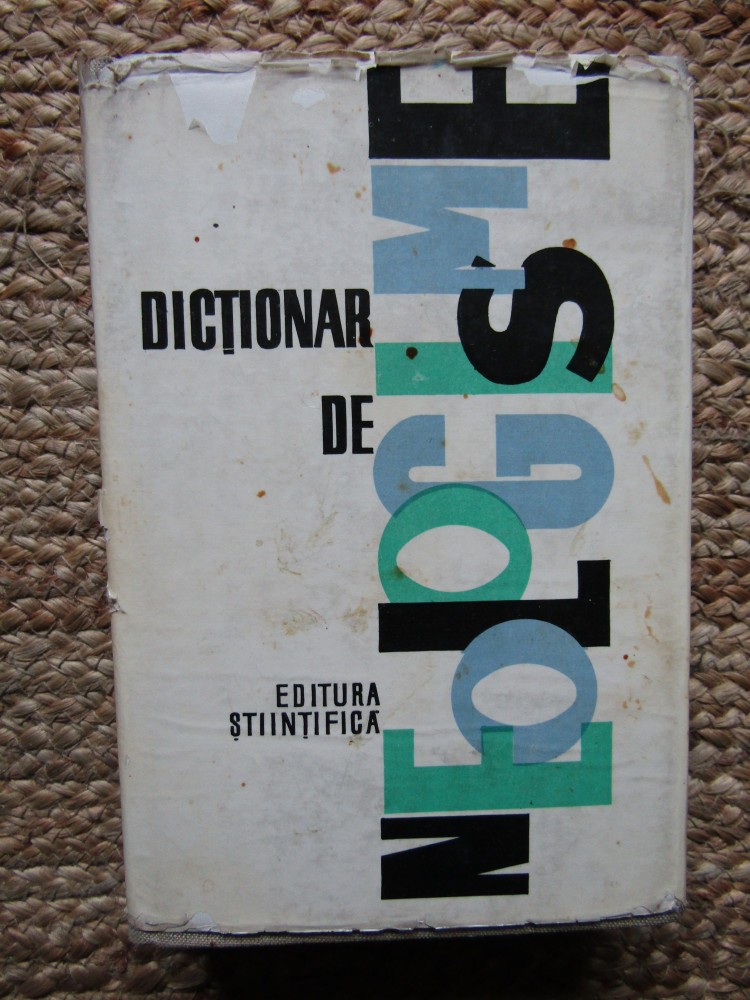 DICȚIONAR
DE
NEOLOGISME
EDITURA
ȘTIINȚIFICĂ